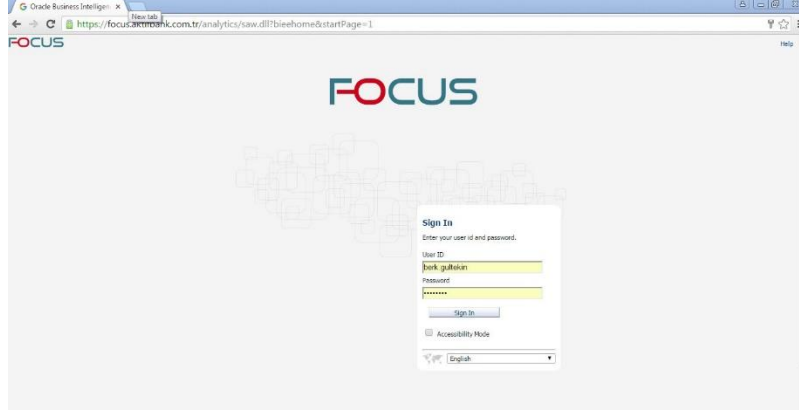 G Oracle Business Intelligen ×
New tab
https://focus.aktifbank.com.tr/analytics/saw.dll?bieehome&startPage=1
FOCUS
Help
FOCUS
Sign In
Enter your user id and password.
User ID
berk.gultekin
Password
••••••••
Sign In
Accessibility Mode
English